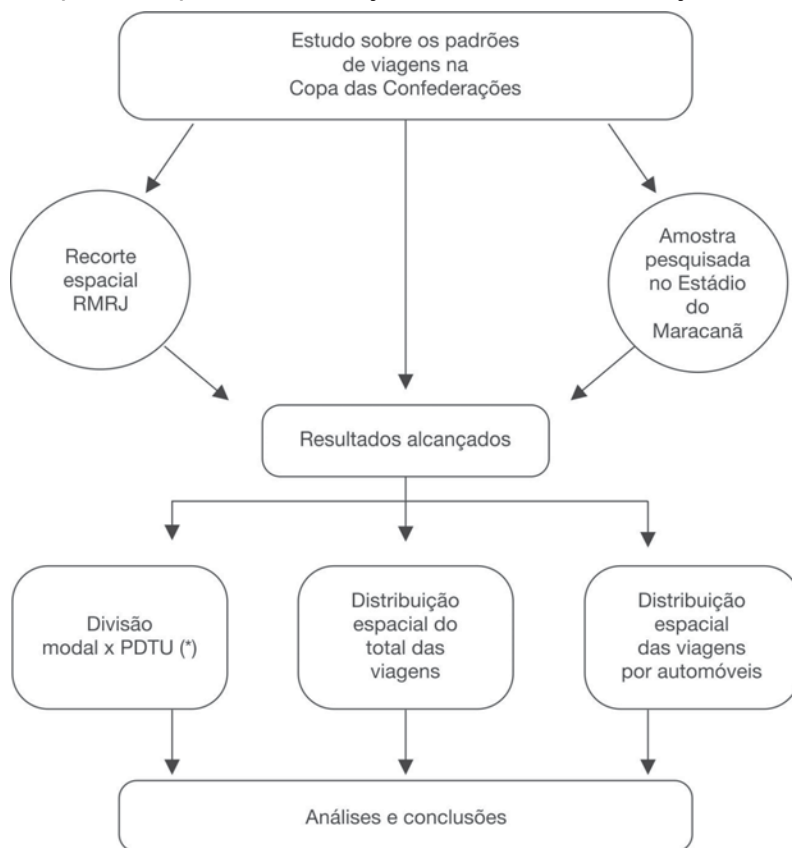 Estudo sobre os padrões
de viagens na
Copa das Confederações
Recorte
espacial
RMRJ
Amostra
pesquisada
no Estádio
do
Maracanã
Resultados alcançados
Divisão
modal x PDTU (*)
Distribuição
espacial do
total das
viagens
Distribuição
espacial
das viagens
por automóveis
Análises e conclusões